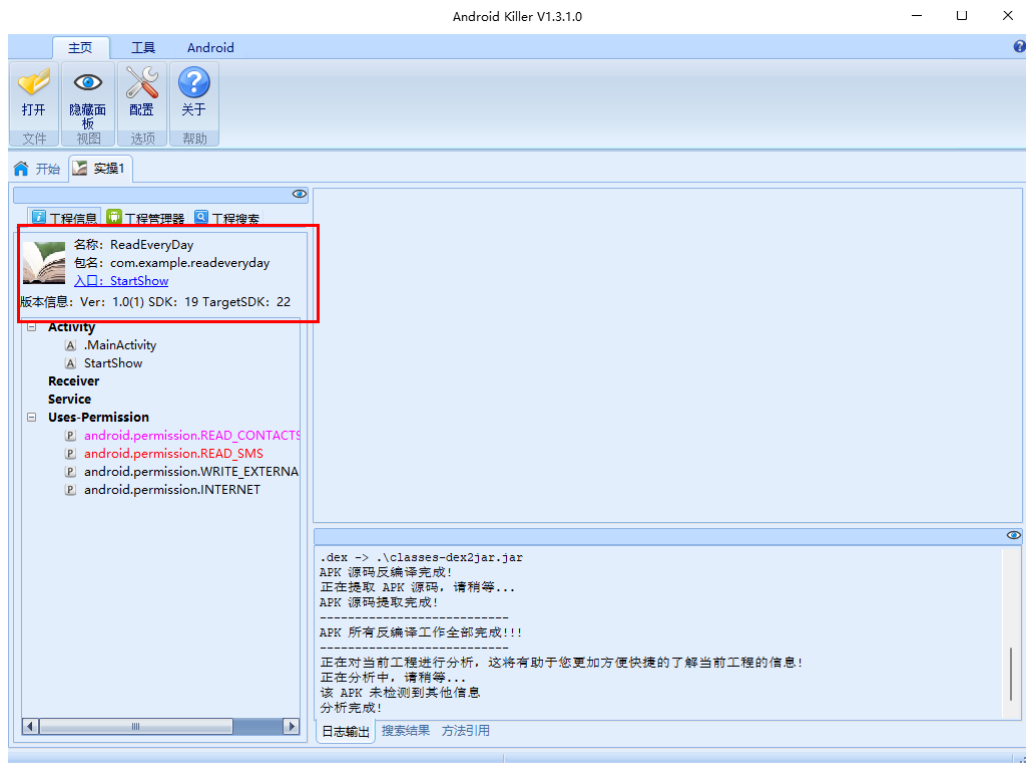 Android Killer V1.3.1.0
主页 工具 Android
打开 隐藏面板 配置 关于
文件 视图 选项 帮助
开始 实操1
工程信息 工程管理器 工程搜索
名称: ReadEveryDay
包名: com.example.readeveryday
入口: StartShow
版本信息: Ver: 1.0(1) SDK: 19 TargetSDK: 22
Activity
.MainActivity
StartShow
Receiver
Service
Uses-Permission
android.permission.READ_CONTACTS
android.permission.READ_SMS
android.permission.WRITE_EXTERNA
android.permission.INTERNET
.dex -> .\classes-dex2jar.jar
APK 源码反编译完成!
正在提取 APK 源码, 请稍等...
APK 源码提取完成!
---------------------------
APK 所有反编译工作全部完成!!!
---------------------------
正在对当前工程进行分析, 这将有助于您更加方便快捷的了解当前工程的信息!
正在分析中, 请稍等...
该 APK 未检测到其他信息
分析完成!
日志输出 搜索结果 方法引用